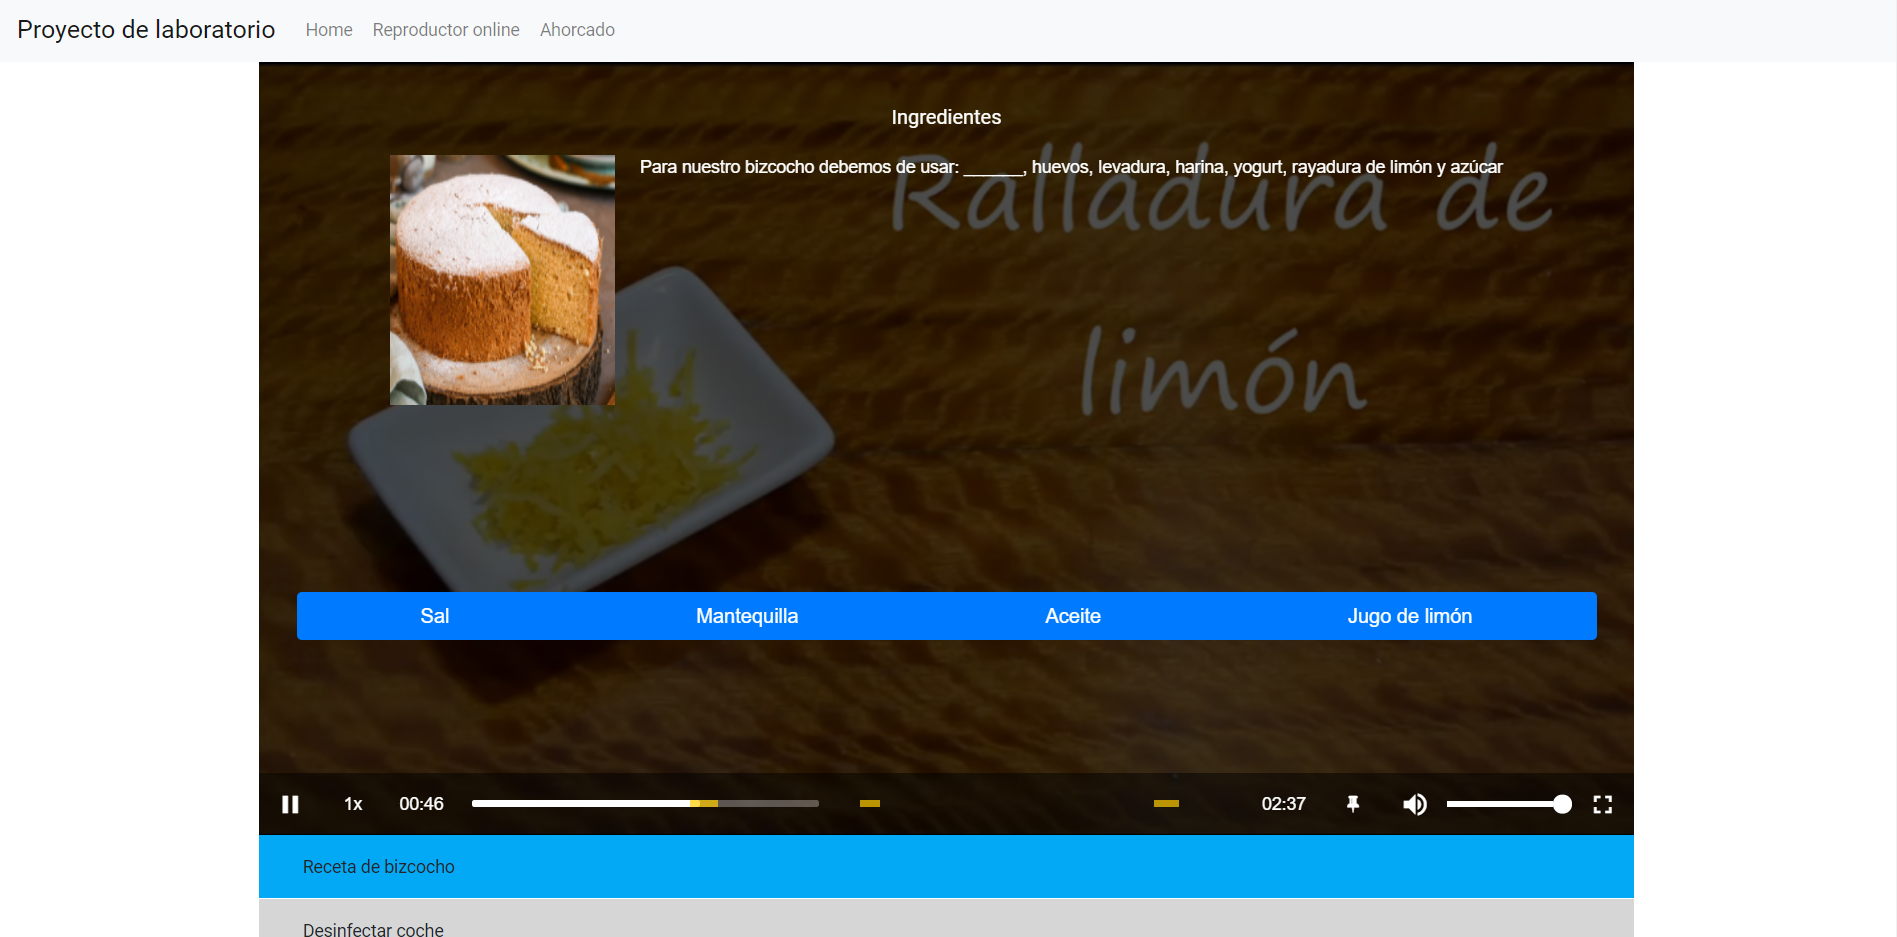 Proyecto de laboratorio Home Reproductor online Ahorcado
Ingredientes
Para nuestro bizcocho debemos de usar: ______, huevos, levadura, harina, yogurt, rayadura de limón y azúcar
Ralladura de
limón
Sal Mantequilla Aceite Jugo de limón
1x 00:46 02:37
Receta de bizcocho
Desinfectar coche